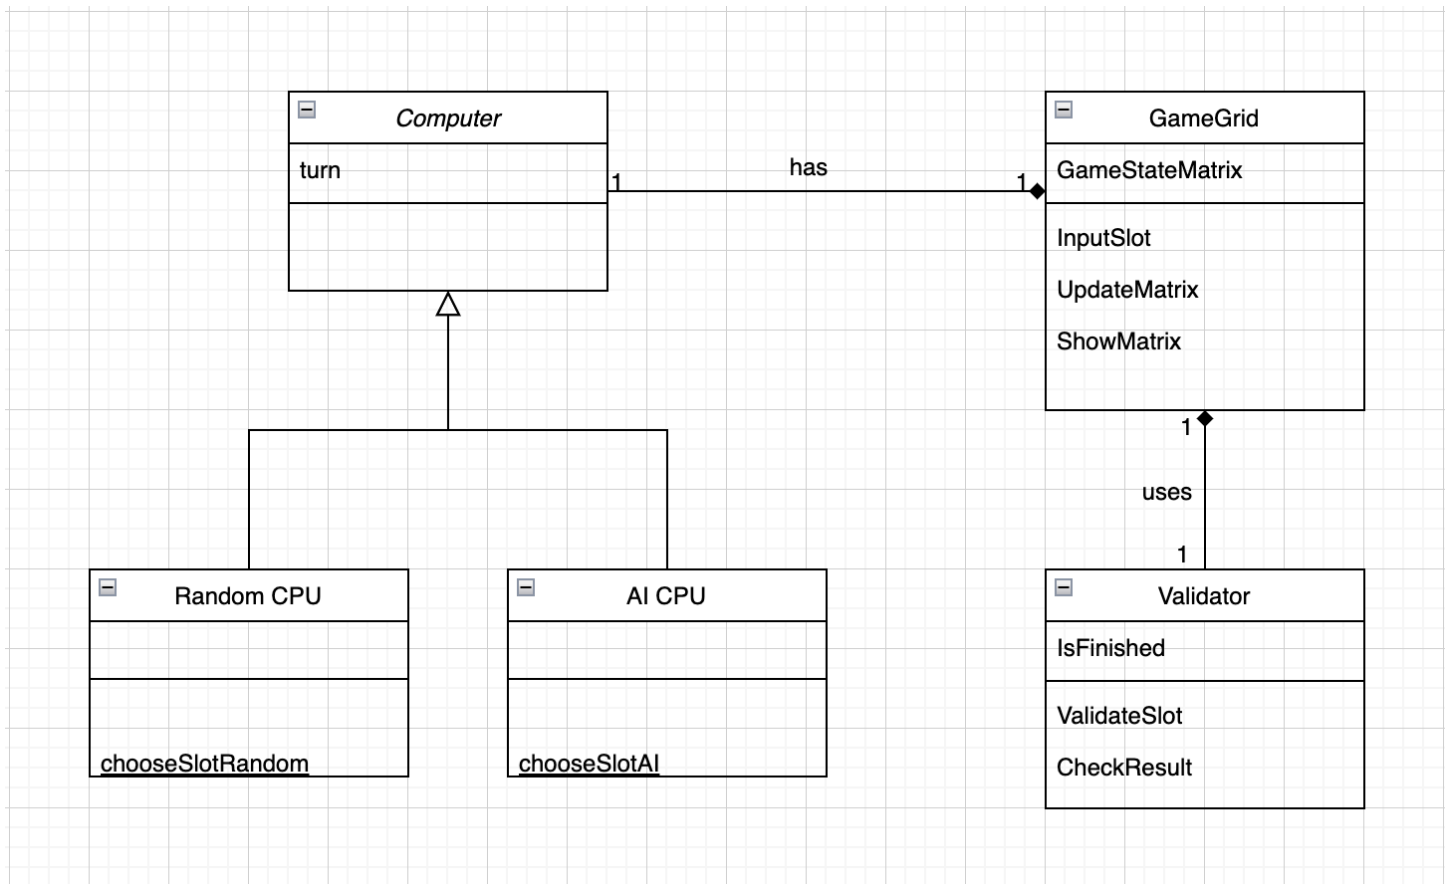 Computer
turn
1
has
1
GameGrid
GameStateMatrix
InputSlot
UpdateMatrix
ShowMatrix
1
uses
1
Random CPU
chooseSlotRandom
AI CPU
chooseSlotAI
Validator
IsFinished
ValidateSlot
CheckResult